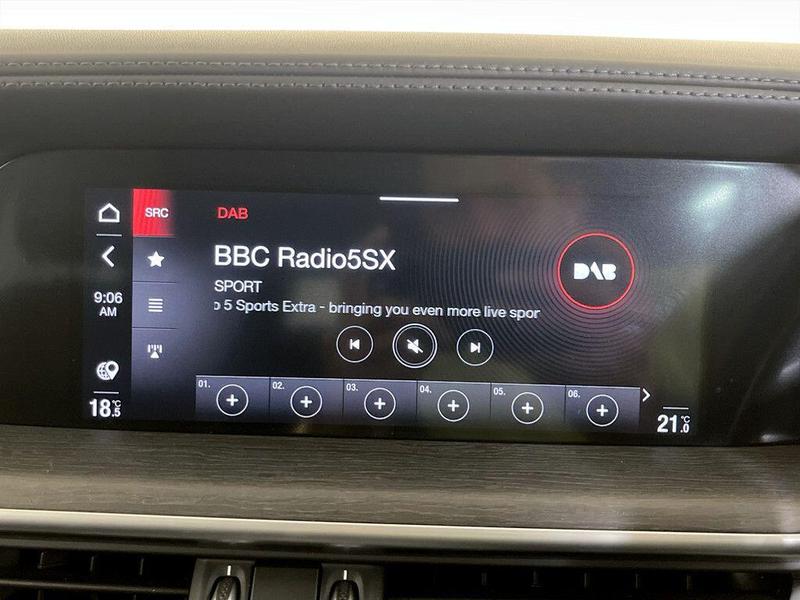 SRC
DAB
BBC Radio5SX
SPORT
o 5 Sports Extra - bringing you even more live spor
DAB
9:06
AM
01.
02.
03.
04.
05.
06.
18.5 °C
21.0 °C